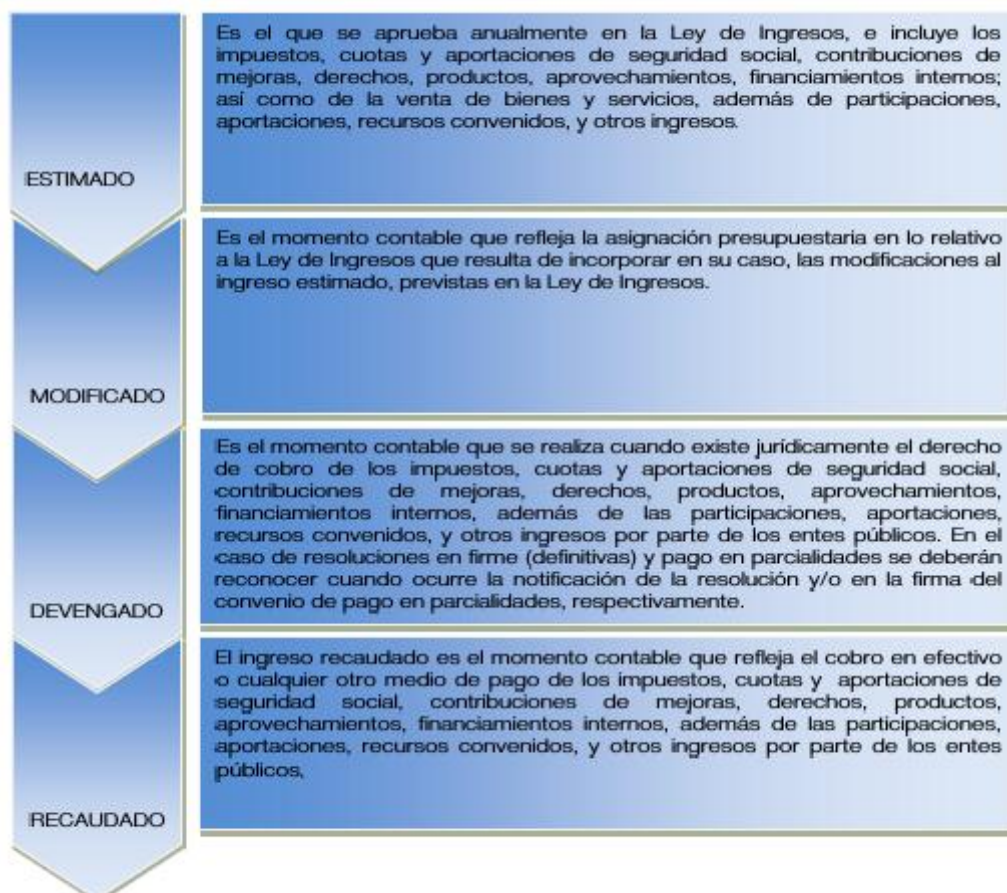 ESTIMADO
Es el que se aprueba anualmente en la Ley de Ingresos, e incluye los
impuestos, cuotas y aportaciones de seguridad social, contribuciones de
mejoras, derechos, productos, aprovechamientos, financiamientos internos;
así como de la venta de bienes y servicios, además de participaciones,
aportaciones, recursos convenidos, y otros ingresos.
MODIFICADO
Es el momento contable que refleja la asignación presupuestaria en lo relativo
a la Ley de Ingresos que resulta de incorporar en su caso, las modificaciones al
ingreso estimado, previstas en la Ley de Ingresos.
DEVENGADO
Es el momento contable que se realiza cuando existe jurídicamente el derecho
de cobro de los impuestos, cuotas y aportaciones de seguridad social,
contribuciones de mejoras, derechos, productos, aprovechamientos,
financiamientos internos, además de las participaciones, aportaciones,
recursos convenidos, y otros ingresos por parte de los entes públicos. En el
caso de resoluciones en firme (definitivas) y pago en parcialidades se deberán
reconocer cuando ocurre la notificación de la resolución y/o en la firma del
convenio de pago en parcialidades, respectivamente.
RECAUDADO
El ingreso recaudado es el momento contable que refleja el cobro en efectivo
o cualquier otro medio de pago de los impuestos, cuotas y aportaciones de
seguridad social, contribuciones de mejoras, derechos, productos,
aprovechamientos, financiamientos internos, además de las participaciones,
aportaciones, recursos convenidos, y otros ingresos por parte de los entes
públicos,